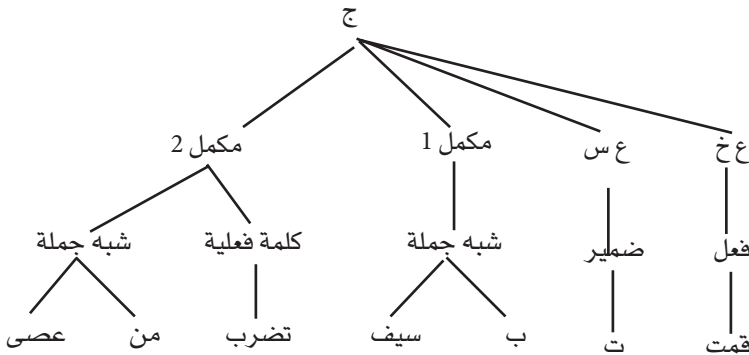 ج
ع خ ع س مكمل 1 مكمل 2
فعل ضمير شبه جملة كلمة فعلية شبه جملة
قمت ت ب سيف تضرب من عصى